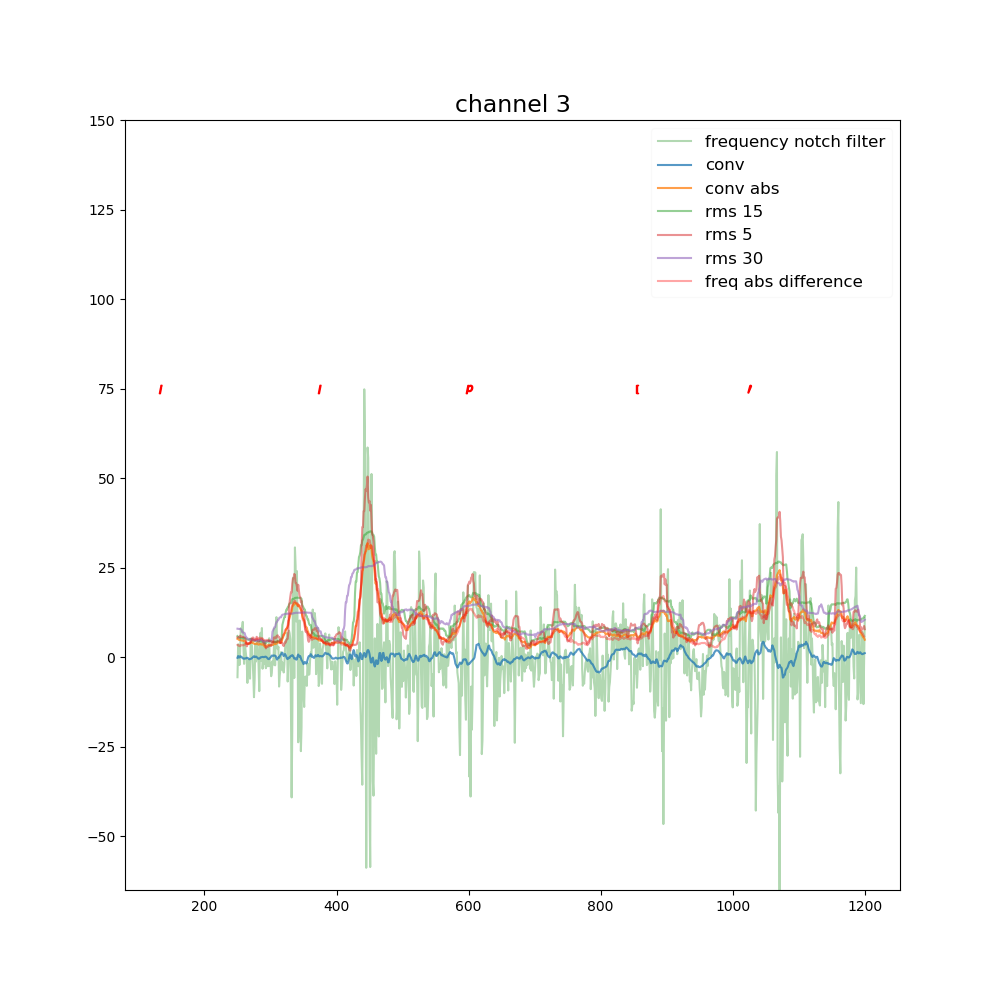 channel 3
150
125
100
75
50
25
0
−25
−50
frequency notch filter
conv
conv abs
rms 15
rms 5
rms 30
freq abs difference
p
200
400
600
800
1000
1200